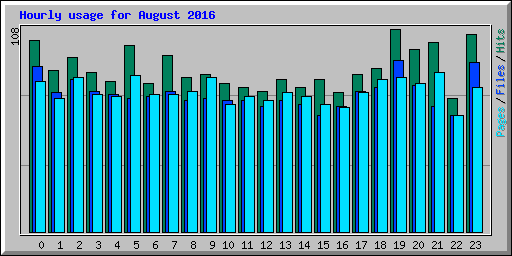 Hourly usage for August 2016
108
Pages / Files / Hits
0 1 2 3 4 5 6 7 8 9 10 11 12 13 14 15 16 17 18 19 20 21 22 23